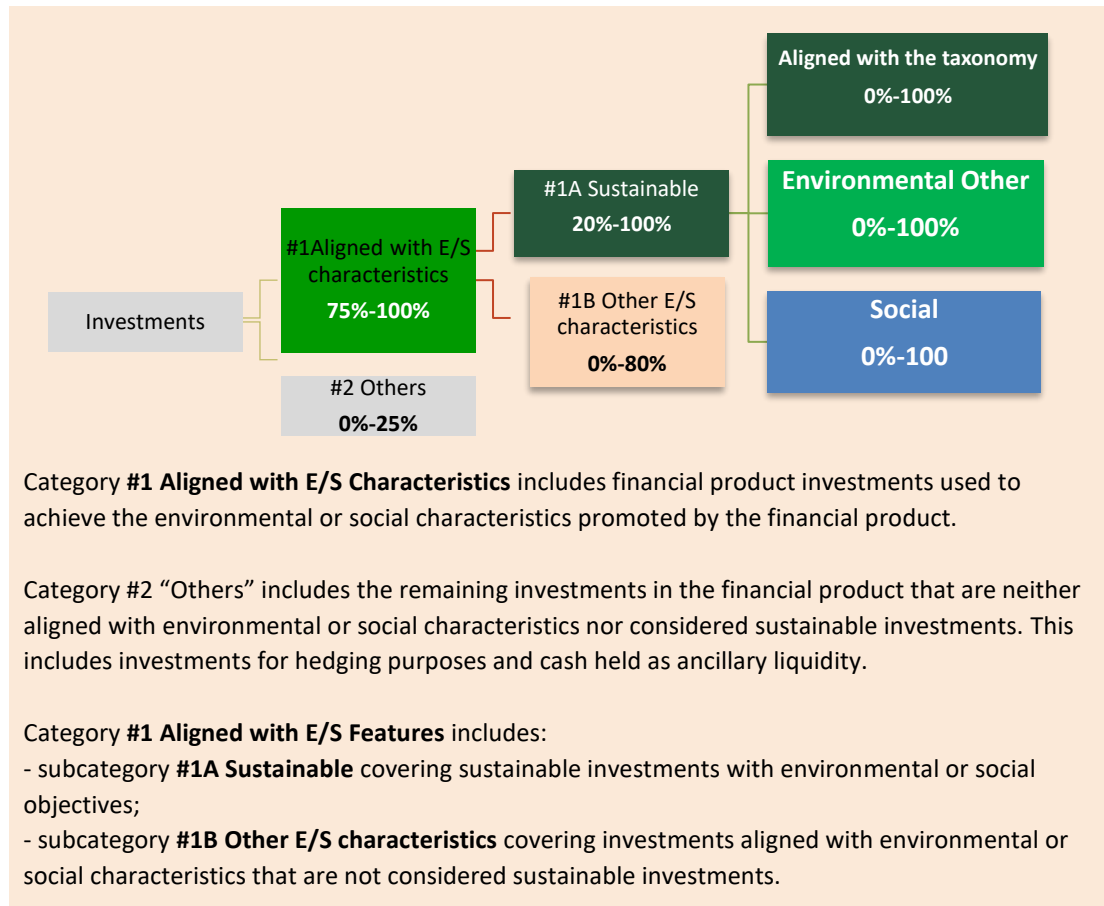 Investments
#1Aligned with E/S
characteristics
75%-100%
#2 Others
0%-25%
#1A Sustainable
20%-100%
#1B Other E/S
characteristics
0%-80%
Aligned with the taxonomy
0%-100%
Environmental Other
0%-100%
Social
0%-100
Category #1 Aligned with E/S Characteristics includes financial product investments used to
achieve the environmental or social characteristics promoted by the financial product.
Category #2 “Others” includes the remaining investments in the financial product that are neither
aligned with environmental or social characteristics nor considered sustainable investments. This
includes investments for hedging purposes and cash held as ancillary liquidity.
Category #1 Aligned with E/S Features includes:
- subcategory #1A Sustainable covering sustainable investments with environmental or social
objectives;
- subcategory #1B Other E/S characteristics covering investments aligned with environmental or
social characteristics that are not considered sustainable investments.